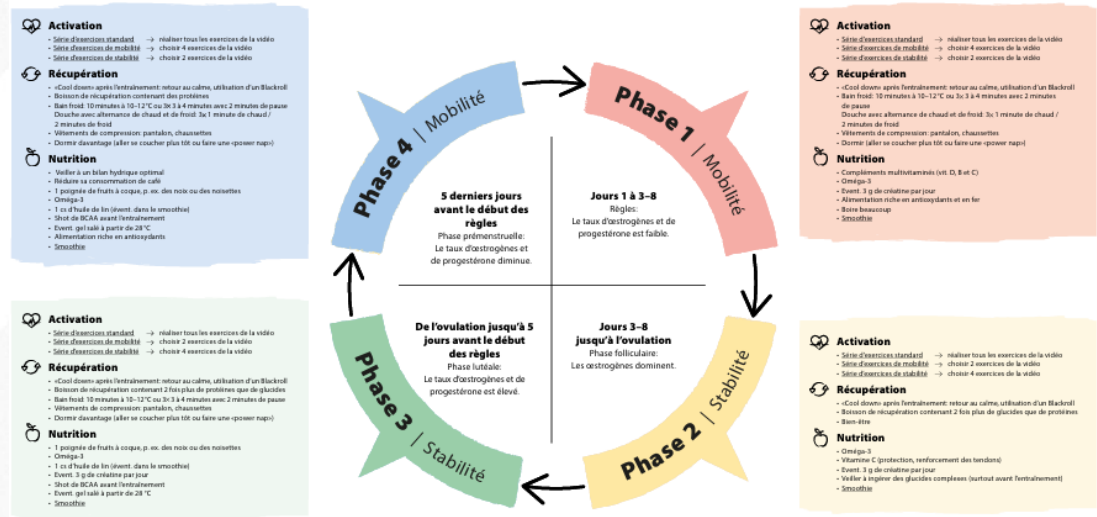 Activation
• Série d'exercices standard → réaliser tous les exercices de la vidéo
• Série d'exercices de mobilité → choisir 4 exercices de la vidéo
• Série d'exercices de stabilité → choisir 2 exercices de la vidéo
Récupération
• «Cool down» après l'entraînement: retour au calme, utilisation d'un Blackroll
• Boisson de récupération contenant des protéines
• Bain froid: 10 minutes à 10–12 °C ou 3× 3 à 4 minutes avec 2 minutes de pause
Douche avec alternance de chaud et de froid: 3x 1 minute de chaud /
2 minutes de froid
• Vêtements de compression: pantalon, chaussettes
• Dormir davantage (aller se coucher plus tôt ou faire une «power nap»)
Nutrition
• Veiller à un bilan hydrique optimal
• Réduire sa consommation de café
• 1 poignée de fruits à coque, p. ex. des noix ou des noisettes
• Oméga-3
• 1 cs d'huile de lin (évent. dans le smoothie)
• Shot de BCAA avant l'entraînement
• Event. gel salé à partir de 28 °C
• Alimentation riche en antioxydants
• Smoothie
Phase 4 | Mobilité
5 derniers jours
avant le début des
règles
Phase prémenstruelle:
Le taux d'œstrogènes et
de progestérone diminue.
Phase 1 | Mobilité
Jours 1 à 3–8
Règles:
Le taux d'œstrogènes et de
progestérone est faible.
Activation
• Série d'exercices standard → réaliser tous les exercices de la vidéo
• Série d'exercices de mobilité → choisir 4 exercices de la vidéo
• Série d'exercices de stabilité → choisir 2 exercices de la vidéo
Récupération
• «Cool down» après l'entraînement: retour au calme, utilisation d'un Blackroll
• Bain froid: 10 minutes à 10–12 °C ou 3x 3 à 4 minutes avec 2 minutes
de pause
Douche avec alternance de chaud et de froid: 3x 1 minute de chaud /
2 minutes de froid
• Vêtements de compression: pantalon, chaussettes
• Dormir (aller se coucher plus tôt ou faire une «power nap»)
Nutrition
• Compléments multivitaminés (vit. D, B et C)
• Oméga-3
• Event. 3 g de créatine par jour
• Alimentation riche en antioxydants et en fer
• Boire beaucoup
• Smoothie
Activation
• Série d'exercices standard → réaliser tous les exercices de la vidéo
• Série d'exercices de mobilité → choisir 2 exercices de la vidéo
• Série d'exercices de stabilité → choisir 4 exercices de la vidéo
Récupération
• «Cool down» après l'entraînement: retour au calme, utilisation d'un Blackroll
• Boisson de récupération contenant 2 fois plus de protéines que de glucides
• Bain froid: 10 minutes à 10–12 °C ou 3× 3 à 4 minutes avec 2 minutes de pause
• Vêtements de compression: pantalon, chaussettes
• Dormir davantage (aller se coucher plus tôt ou faire une «power nap»)
Nutrition
• 1 poignée de fruits à coque, p. ex. des noix ou des noisettes
• Oméga-3
• 1 cs d'huile de lin (évent. dans le smoothie)
• Event. 3 g de créatine par jour
• Shot de BCAA avant l'entraînement
• Event. gel salé à partir de 28 °C
• Smoothie
Phase 3 | Stabilité
De l'ovulation jusqu'à 5
jours avant le début
des règles
Phase lutéale:
Le taux d'œstrogènes et de
progestérone est élevé.
Phase 2 | Stabilité
Jours 3–8
jusqu'à l'ovulation
Phase folliculaire:
Les œstrogènes dominent.
Activation
• Série d'exercices standard → réaliser tous les exercices de la vidéo
• Série d'exercices de mobilité → choisir 2 exercices de la vidéo
• Série d'exercices de stabilité → choisir 4 exercices de la vidéo
Récupération
• «Cool down» après l'entraînement: retour au calme, utilisation d'un Blackroll
• Boisson de récupération contenant 2 fois plus de glucides que de protéines
• Bien-être
Nutrition
• Oméga-3
• Vitamine C (protection, renforcement des tendons)
• Event. 3 g de créatine par jour
• Veiller à ingérer des glucides complexes (surtout avant l'entraînement)
• Smoothie